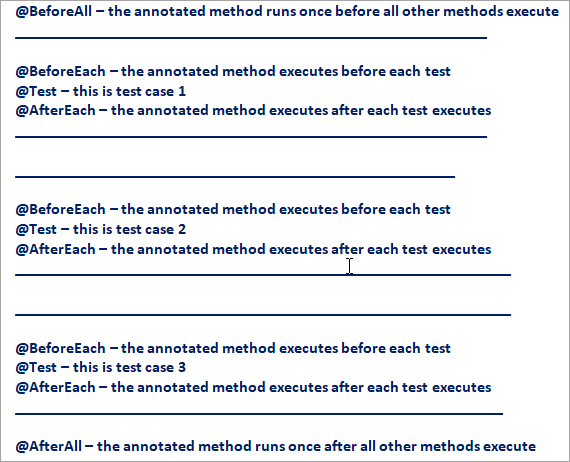 @BeforeAll – the annotated method runs once before all other methods execute
@BeforeEach – the annotated method executes before each test
@Test – this is test case 1
@AfterEach – the annotated method executes after each test executes
@BeforeEach – the annotated method executes before each test
@Test – this is test case 2
@AfterEach – the annotated method executes after each test executes
@BeforeEach – the annotated method executes before each test
@Test – this is test case 3
@AfterEach – the annotated method executes after each test executes
@AfterAll – the annotated method runs once after all other methods execute